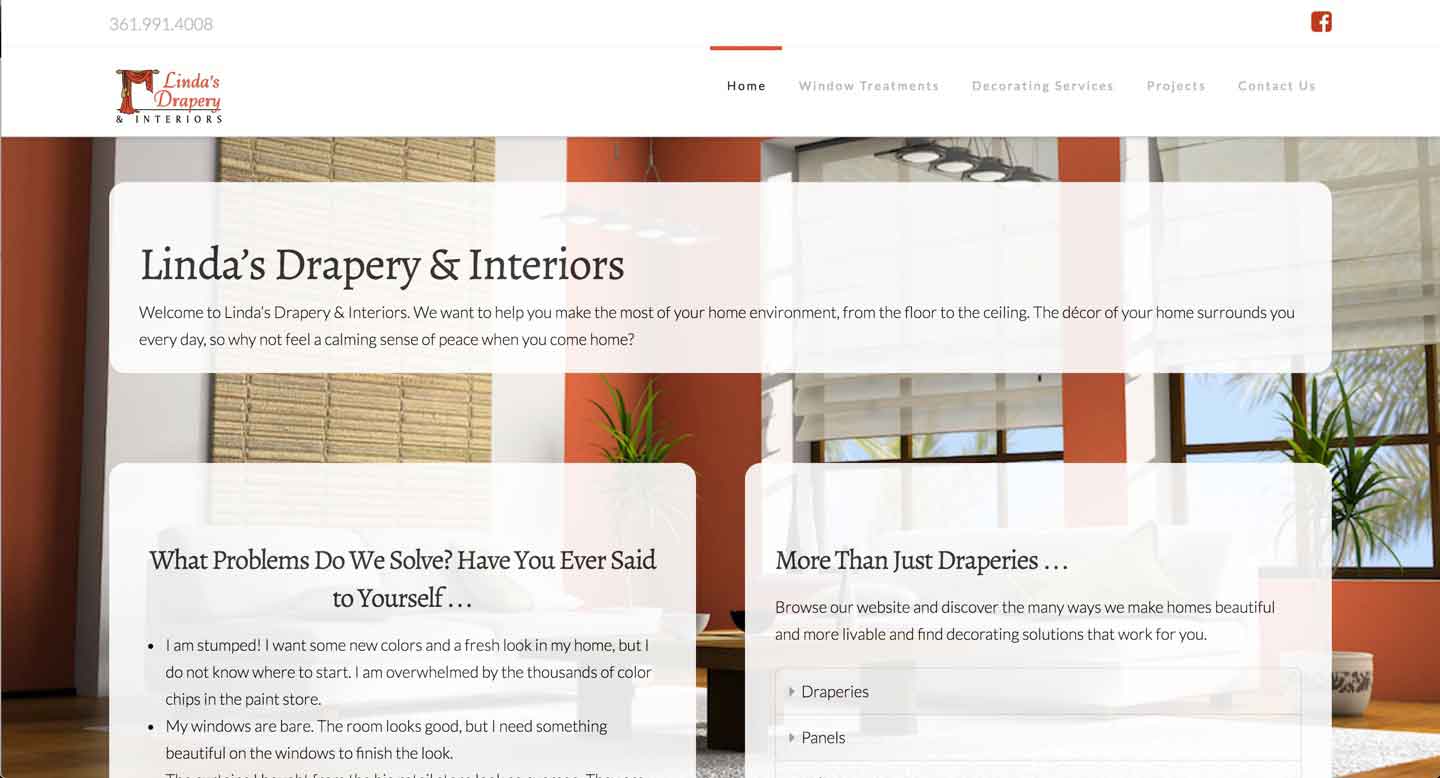 361.991.4008
Linda's
Drapery
& INTERIORS
Home Window Treatments Decorating Services Projects Contact Us
Linda’s Drapery & Interiors
Welcome to Linda’s Drapery & Interiors. We want to help you make the most of your home environment, from the floor to the ceiling. The décor of your home surrounds you
every day, so why not feel a calming sense of peace when you come home?
What Problems Do We Solve? Have You Ever Said
to Yourself . . .
• I am stumped! I want some new colors and a fresh look in my home, but I
do not know where to start. I am overwhelmed by the thousands of color
chips in the paint store.
• My windows are bare. The room looks good, but I need something
beautiful on the windows to finish the look.
More Than Just Draperies . . .
Browse our website and discover the many ways we make homes beautiful
and more livable and find decorating solutions that work for you.
Draperies
Panels